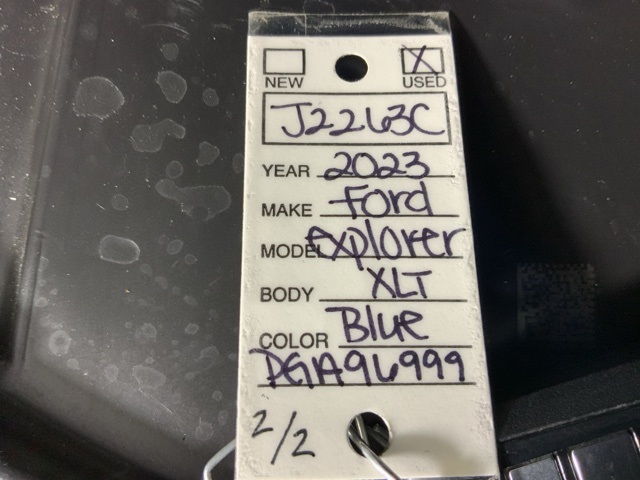 NEW X USED
J2263C
YEAR 2023
MAKE Ford
MODEL Explorer
BODY XLT
COLOR Blue
PGA96999
2/2